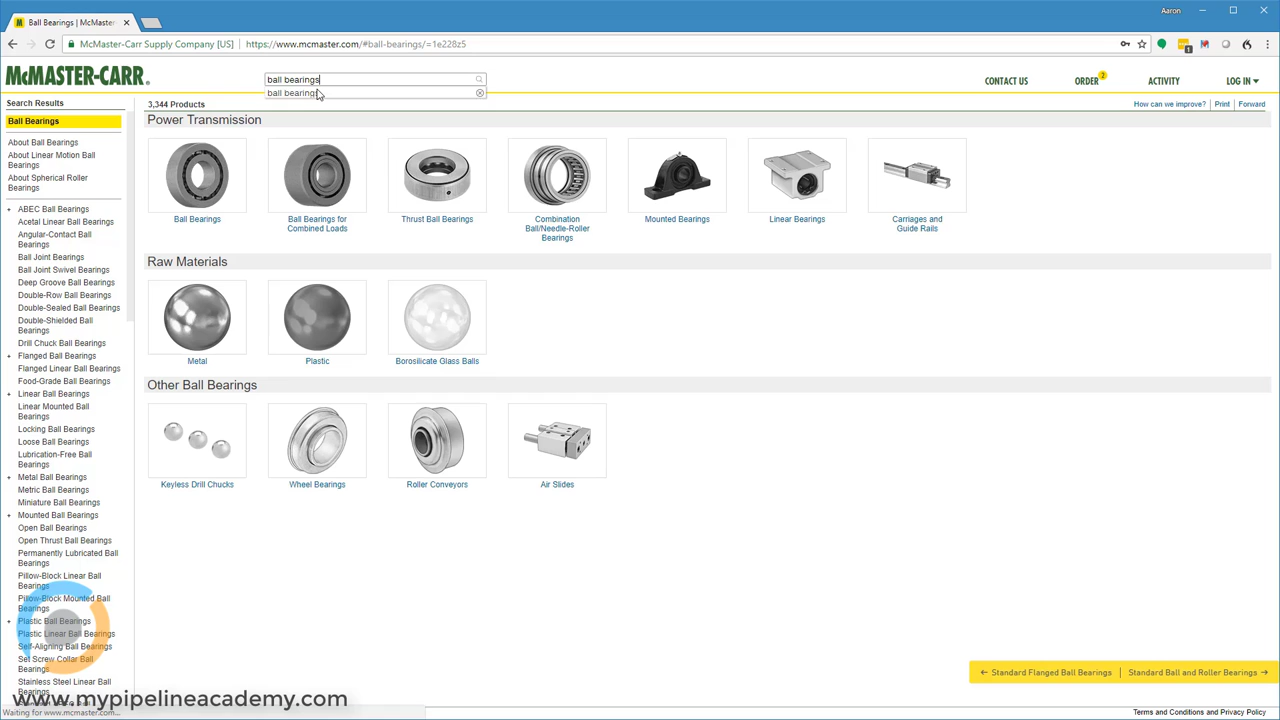 Aaron
Ball Bearings | McMaster
McMaster-Carr Supply Company [US]
https://www.mcmaster.com/#ball-bearings/=1e228z5
McMASTER-CARR.
ball bearings
ball bearings
CONTACT US
ORDER
2
ACTIVITY
LOG IN
Search Results
3,344 Products
How can we improve?
Print
Forward
Ball Bearings
About Ball Bearings
About Linear Motion Ball
Bearings
About Spherical Roller
Bearings
ABEC Ball Bearings
Acetal Linear Ball Bearings
Angular-Contact Ball
Bearings
Ball Joint Bearings
Ball Joint Swivel Bearings
Deep Groove Ball Bearings
Double-Row Ball Bearings
Double-Sealed Ball Bearings
Double-Shielded Ball
Bearings
Drill Chuck Ball Bearings
Flanged Ball Bearings
Flanged Linear Ball Bearings
Food-Grade Ball Bearings
Linear Ball Bearings
Linear Mounted Ball
Bearings
Locking Ball Bearings
Loose Ball Bearings
Lubrication-Free Ball
Bearings
Metal Ball Bearings
Metric Ball Bearings
Miniature Ball Bearings
Mounted Ball Bearings
Open Ball Bearings
Open Thrust Ball Bearings
Permanently Lubricated Ball
Bearings
Pillow-Block Linear Ball
Bearings
Pillow-Block Mounted Ball
Bearings
Plastic Ball Bearings
Plastic Linear Ball Bearings
Self-Aligning Ball Bearings
Set Screw Collar Ball
Bearings
Stainless Steel Linear Ball
Power Transmission
Ball Bearings
Ball Bearings for
Combined Loads
Thrust Ball Bearings
Combination
Ball/Needle-Roller
Bearings
Mounted Bearings
Linear Bearings
Carriages and
Guide Rails
Raw Materials
Metal
Plastic
Borosilicate Glass Balls
Other Ball Bearings
Keyless Drill Chucks
Wheel Bearings
Roller Conveyors
Air Slides
Standard Flanged Ball Bearings
Standard Ball and Roller Bearings
www.mypipelineacademy.com
Waiting for www.mcmaster.com...
Terms and Conditions and Privacy Policy